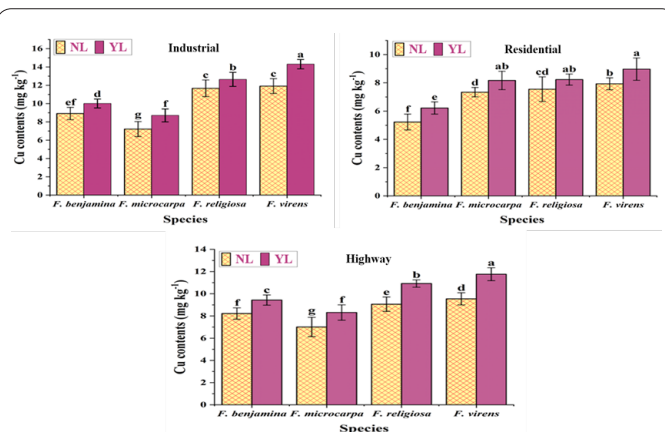 Industrial
NL YL
Cu contents (mg kg-1)
16
14
12
10
8
6
4
2
0
ef d g f c b c a
F. benjamina F. microcarpa F. religiosa F. virens
Species
Residential
NL YL
Cu contents (mg kg-1)
10
8
6
4
2
0
f e d ab cd ab b a
F. benjamina F. microcarpa F. religiosa F. virens
Species
Highway
NL YL
Cu contents (mg kg-1)
14
12
10
8
6
4
2
0
f c g f e b d a
F. benjamina F. microcarpa F. religiosa F. virens
Species